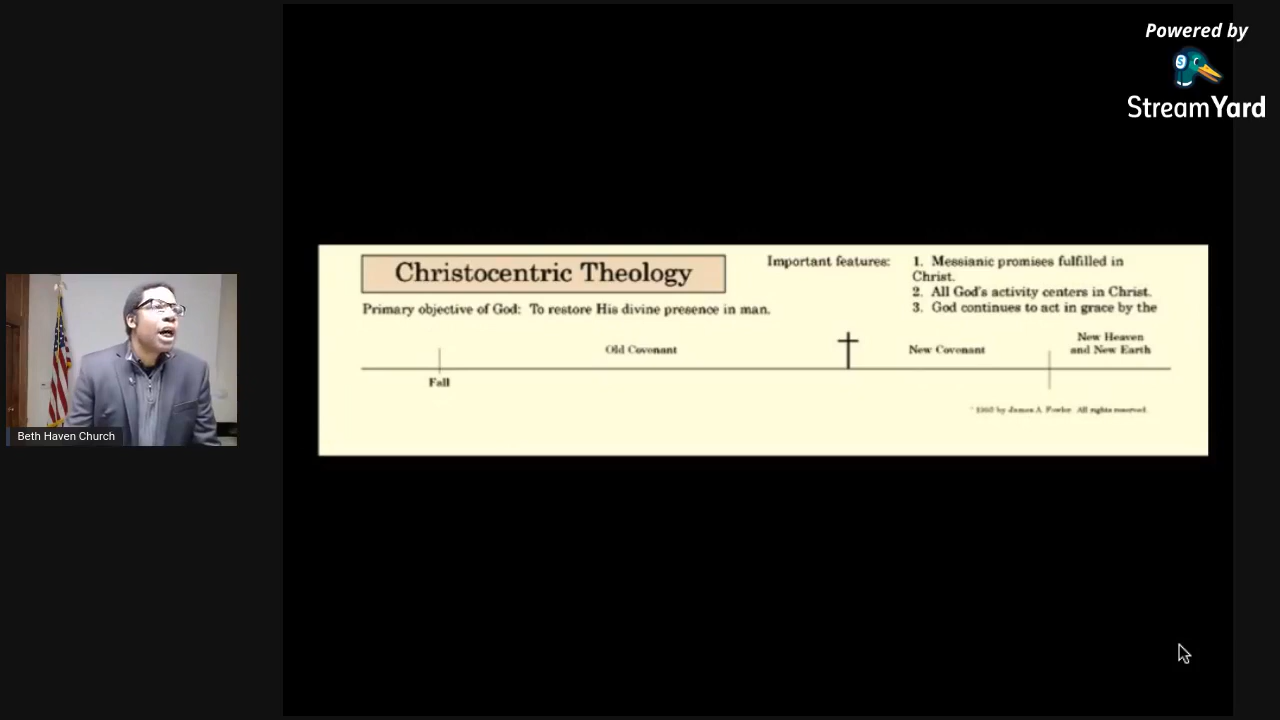 Powered by
StreamYard
Christocentric Theology
Important features:
1. Messianic promises fulfilled in
Christ.
2. All God's activity centers in Christ.
3. God continues to act in grace by the
Primary objective of God: To restore His divine presence in man.
Old Covenant
New Covenant
New Heaven
and New Earth
Fall
by James A. Fowler All rights reserved.
Beth Haven Church